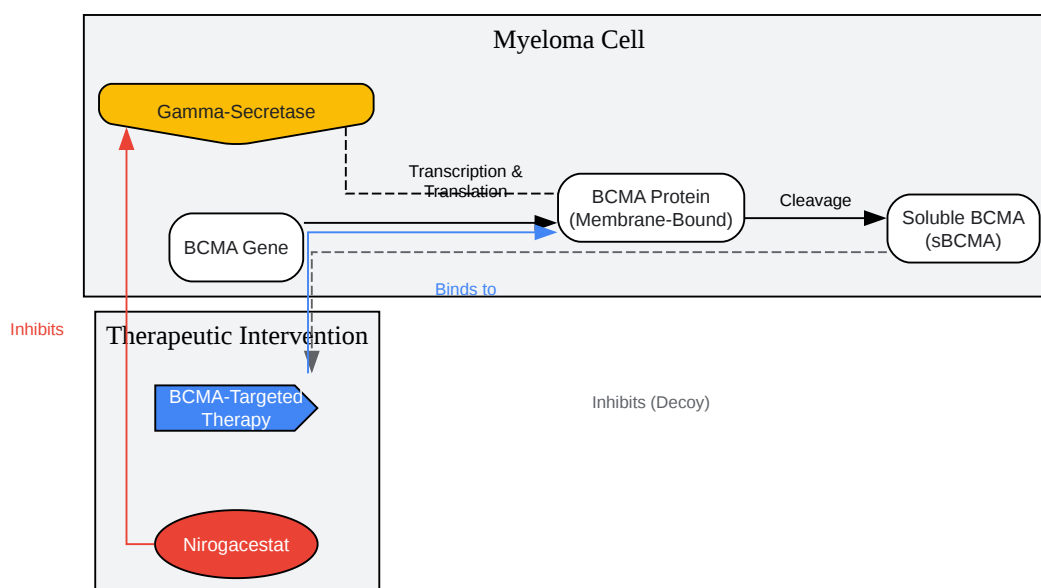 Myeloma Cell
Gamma-Secretase
Transcription &
Translation
BCMA Protein
(Membrane-Bound)
Cleavage
Soluble BCMA
(sBCMA)
BCMA Gene
Binds to
Inhibits
Therapeutic Intervention
BCMA-Targeted
Therapy
Inhibits (Decoy)
Nirogacestat